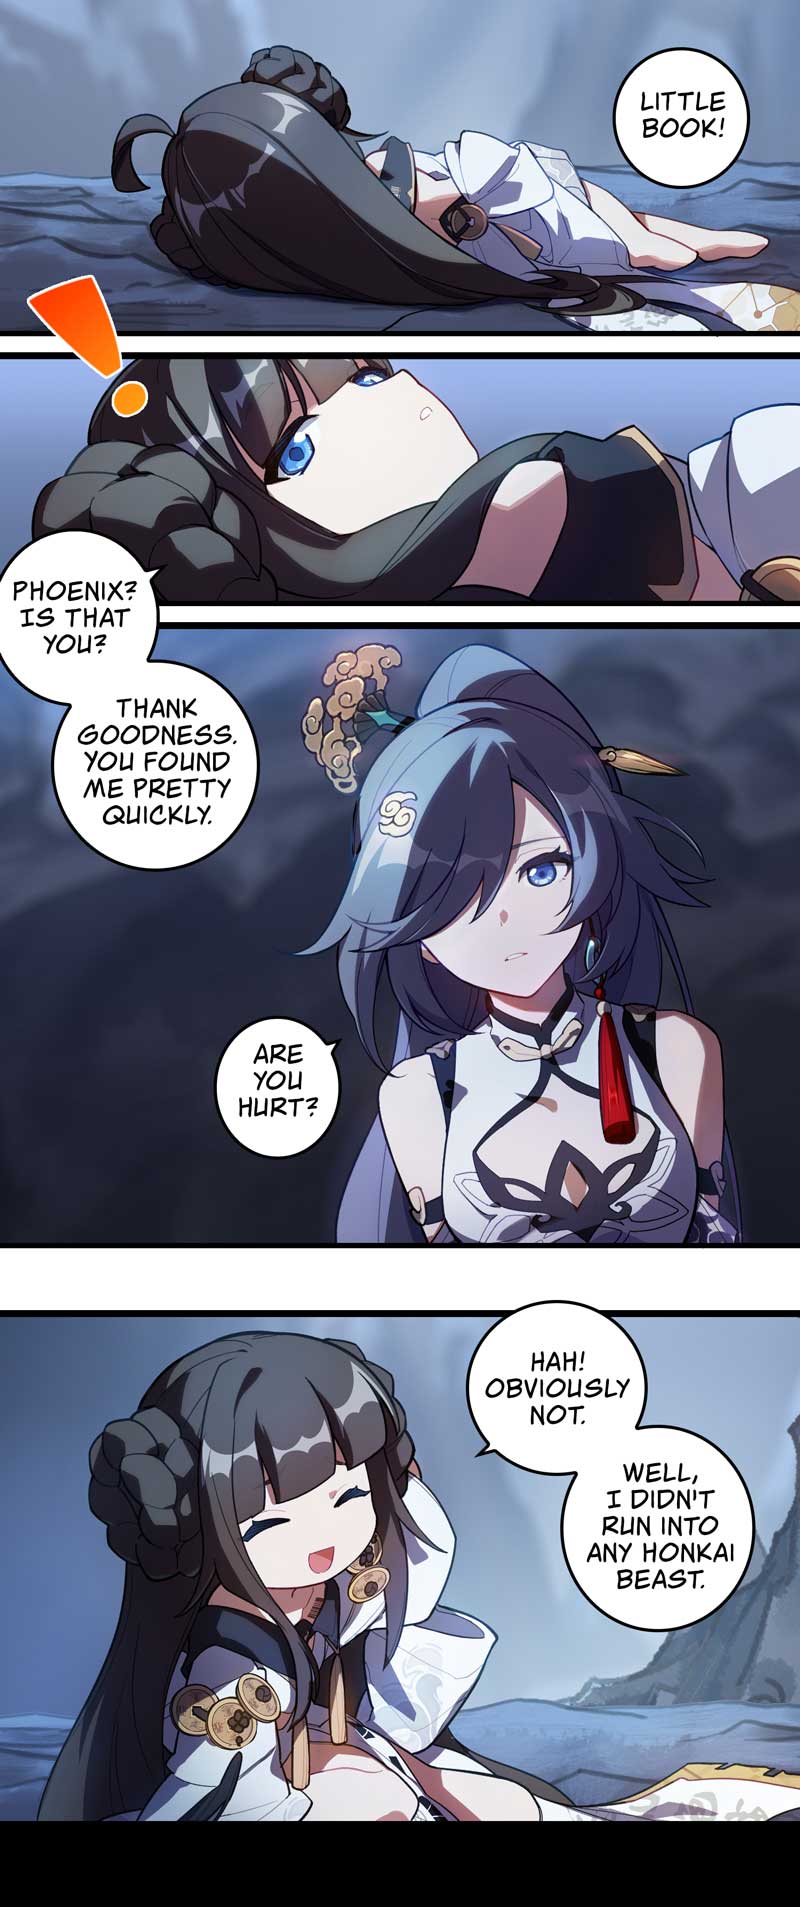 LITTLE
BOOK!
PHOENIX?
IS THAT
YOU?
THANK
GOODNESS.
YOU FOUND
ME PRETTY
QUICKLY.
ARE
YOU
HURT?
HAH!
OBVIOUSLY
NOT.
WELL,
I DIDN'T
RUN INTO
ANY HONKAI
BEAST.